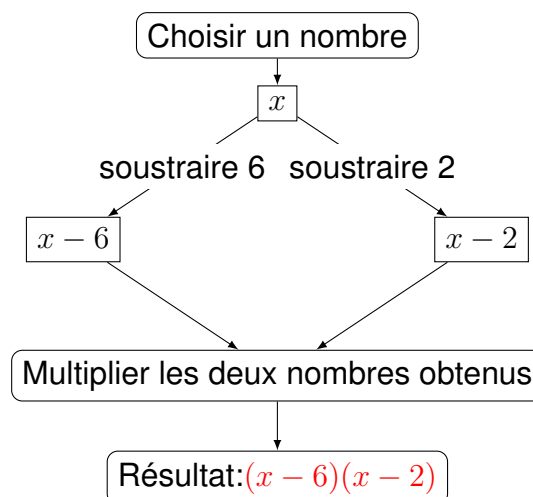 Choisir un nombre
x
soustraire 6 soustraire 2
x − 6 x − 2
Multiplier les deux nombres obtenus
Résultat:(x − 6)(x − 2)